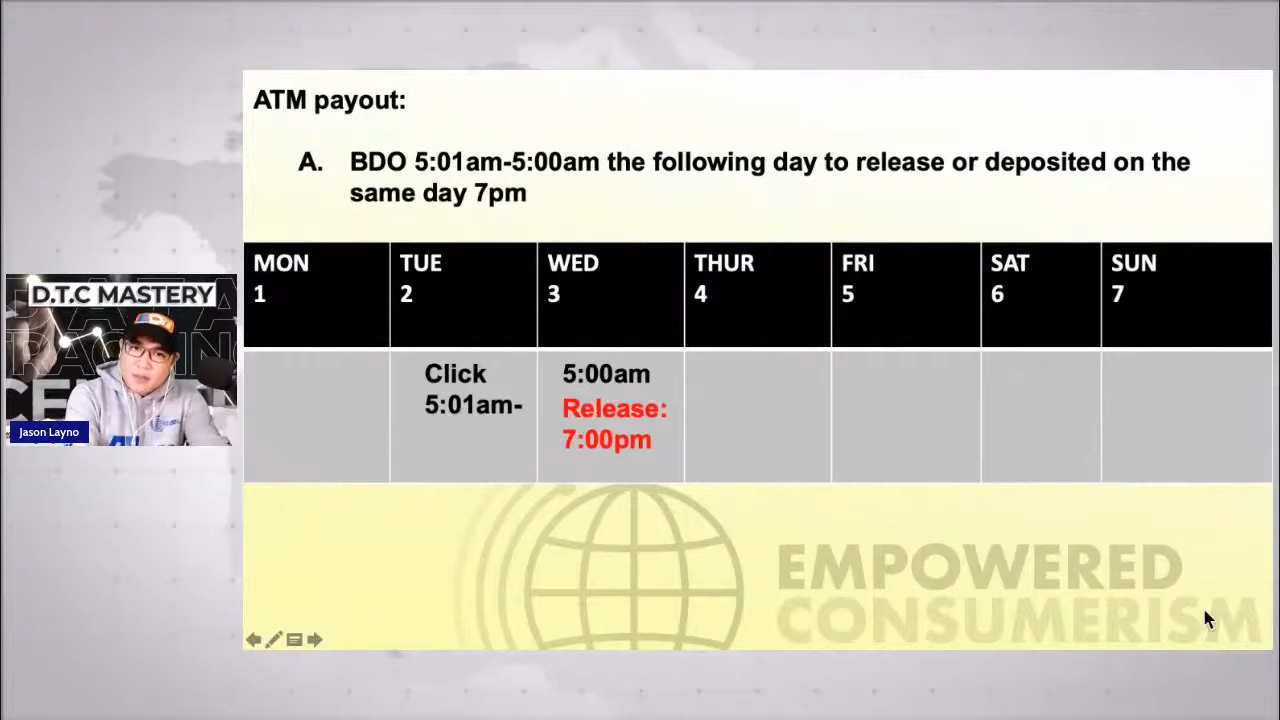 ATM payout:
A. BDO 5:01am-5:00am the following day to release or deposited on the
same day 7pm
MON TUE WED THUR FRI SAT SUN
1 2 3 4 5 6 7
Click 5:00am
5:01am- Release:
7:00pm
D.T.C MASTERY
Jason Layno
EMPOWERED
CONSUMERISM